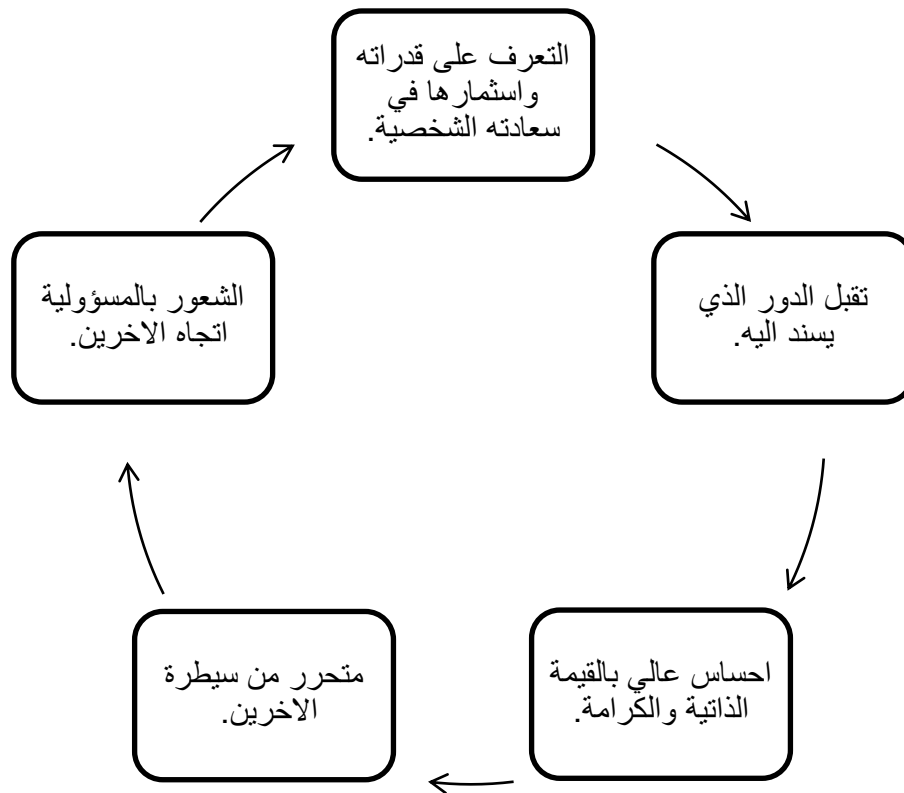 التعرف على قدراته
واسثمارها في
سعادته الشخصية.
تقبل الدور الذي
يسند اليه.
احساس عالي بالقيمة
الذاتية والكرامة.
متحرر من سيطرة
الاخرين.
الشعور بالمسؤولية
اتجاه الاخرين.